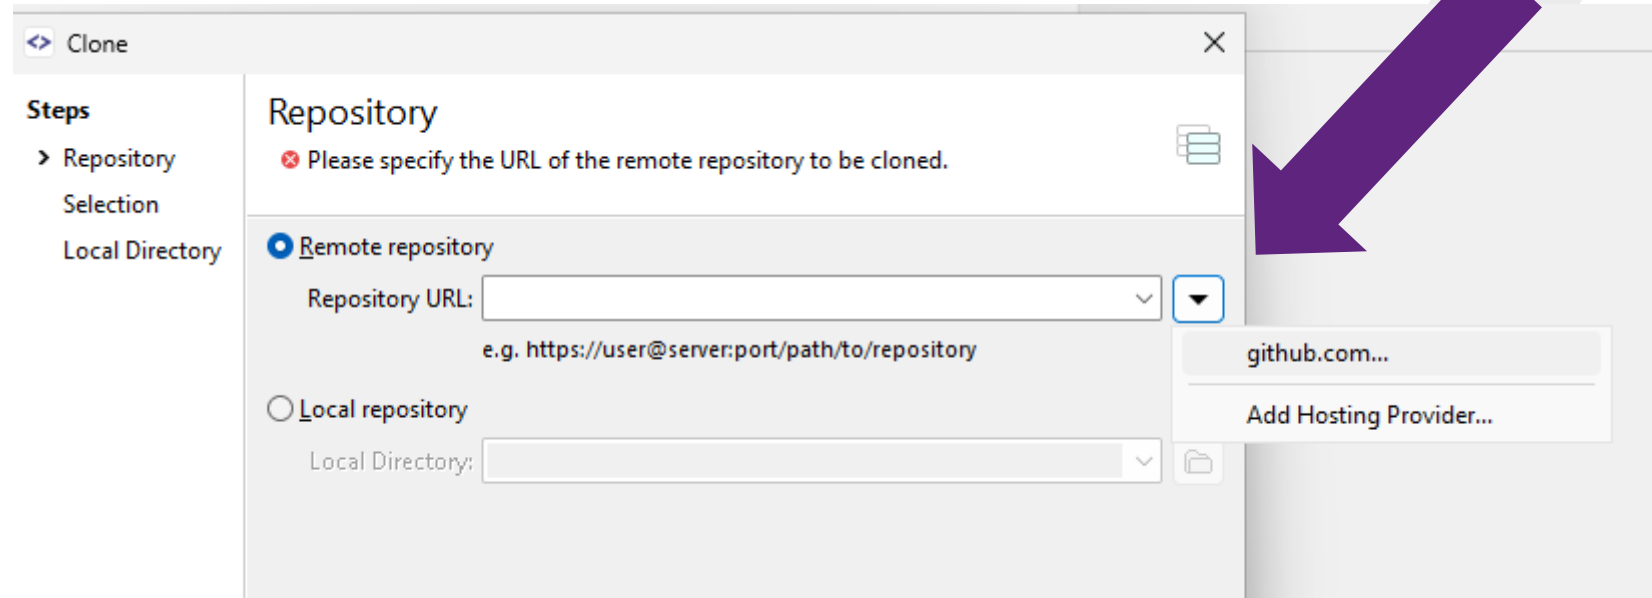 Clone
Steps
Repository
Selection
Local Directory
Repository
Please specify the URL of the remote repository to be cloned.
Remote repository
Repository URL:
e.g. https://user@server:port/path/to/repository
github.com...
Add Hosting Provider...
Local repository
Local Directory: